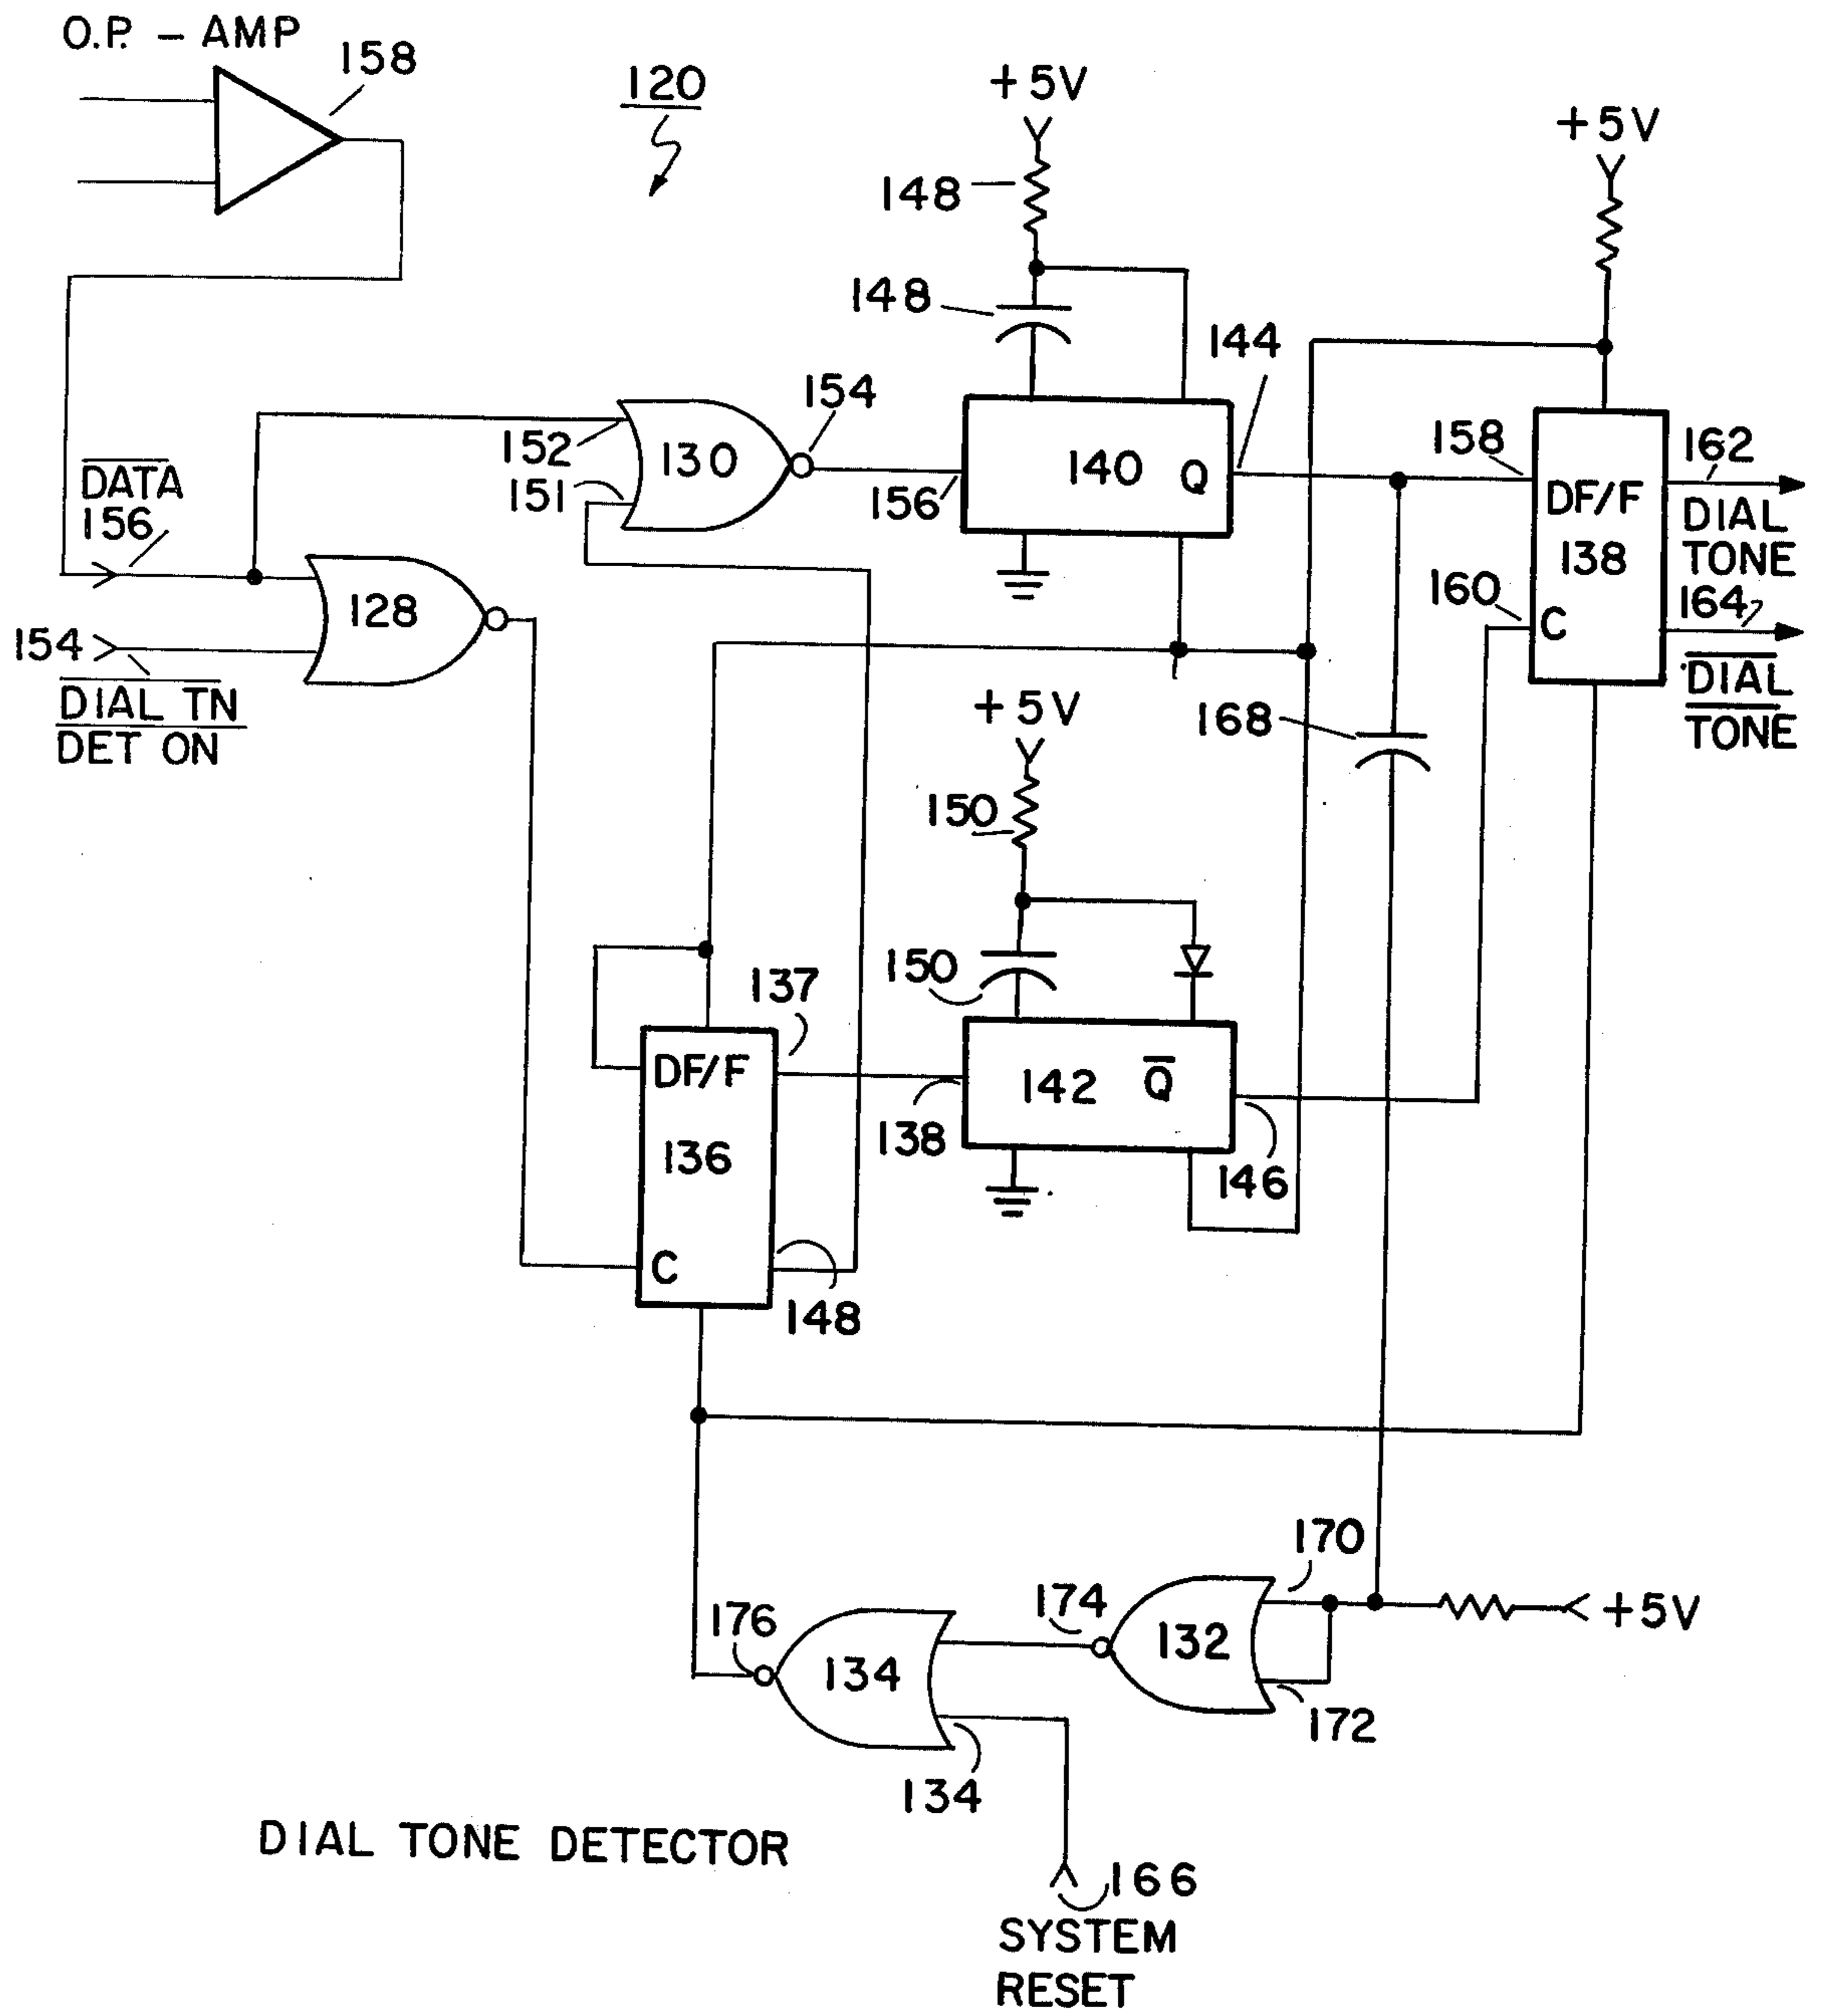 O.P. – AMP
158
120
+5V
+5V
148
148
144
154
152
130
151
156
140 Q
158
162
DATA
156
DF/F
138
DIAL
TONE
160
C
164
128
154
DIAL TN
DET ON
DIAL
TONE
+5V
168
150
150
137
DF/F
142 Q
138
136
146
C
148
170
174
176
132
+5V
134
172
134
DIAL TONE DETECTOR
166
SYSTEM
RESET